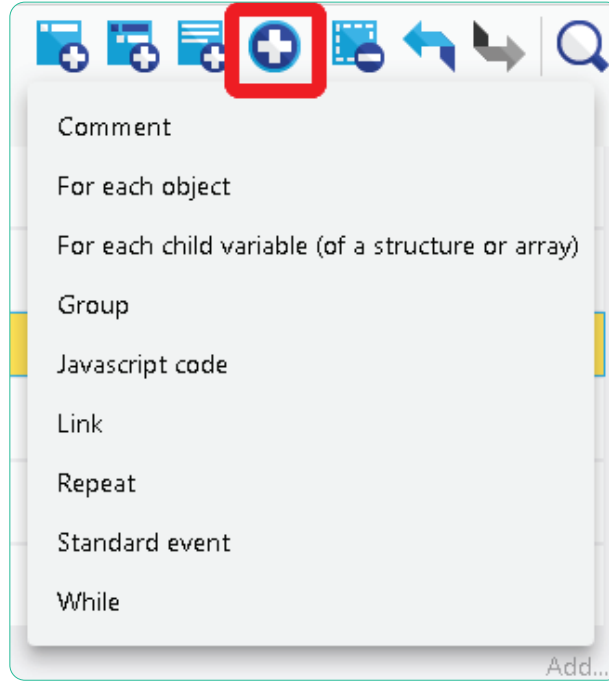 Comment
For each object
For each child variable (of a structure or array)
Group
Javascript code
Link
Repeat
Standard event
While
Add...